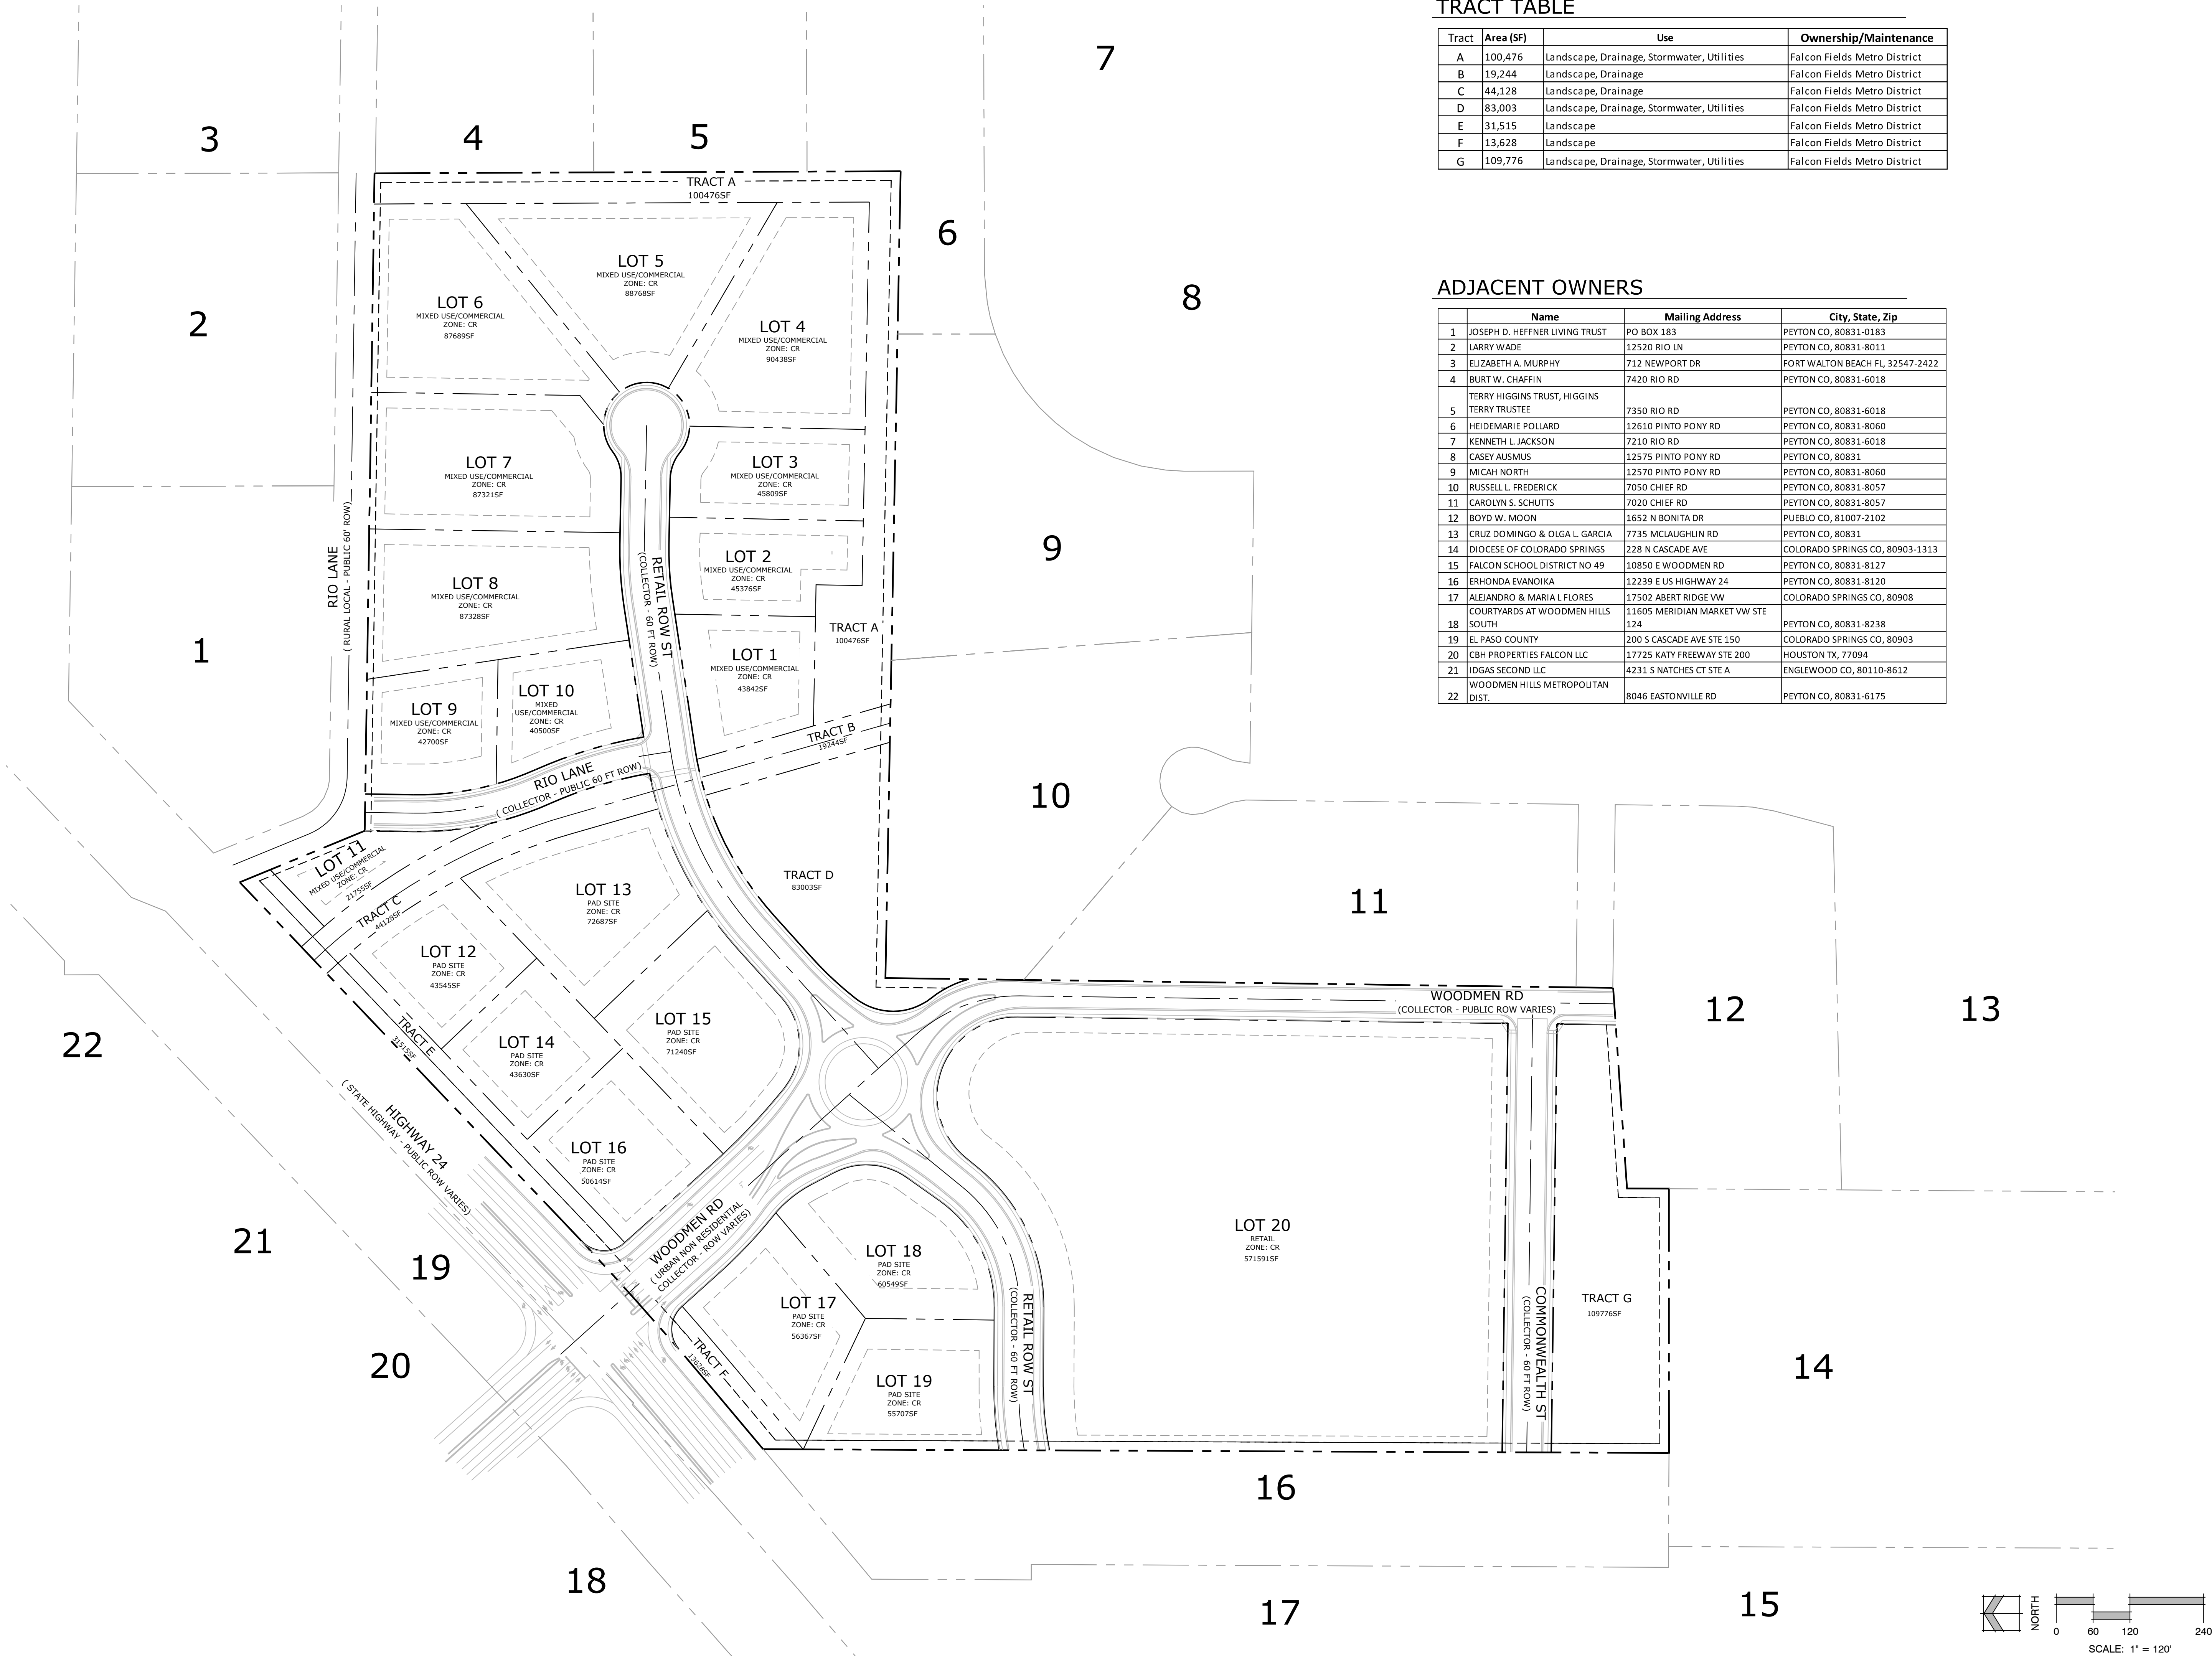 TRACT TABLE
Tract Area (SF) Use Ownership/Maintenance
A 100,476 Landscape, Drainage, Stormwater, Utilities Falcon Fields Metro District
B 19,244 Landscape, Drainage Falcon Fields Metro District
C 44,128 Landscape, Drainage Falcon Fields Metro District
D 83,003 Landscape, Drainage, Stormwater, Utilities Falcon Fields Metro District
E 31,515 Landscape Falcon Fields Metro District
F 13,628 Landscape Falcon Fields Metro District
G 109,776 Landscape, Drainage, Stormwater, Utilities Falcon Fields Metro District
ADJACENT OWNERS
Name Mailing Address City, State, Zip
1 JOSEPH D. HEFFNER LIVING TRUST PO BOX 183 PEYTON CO, 80831-0183
2 LARRY WADE 12520 RIO LN PEYTON CO, 80831-8011
3 ELIZABETH A. MURPHY 712 NEWPORT DR FORT WALTON BEACH FL, 32547-2422
4 BURT W. CHAFFIN 7420 RIO RD PEYTON CO, 80831-6018
TERRY HIGGINS TRUST, HIGGINS
5 TERRY TRUSTEE 7350 RIO RD PEYTON CO, 80831-6018
6 HEIDEMARIE POLLARD 12610 PINTO PONY RD PEYTON CO, 80831-8060
7 KENNETH L. JACKSON 7210 RIO RD PEYTON CO, 80831-6018
8 CASEY AUSMUS 12575 PINTO PONY RD PEYTON CO, 80831
9 MICAH NORTH 12570 PINTO PONY RD PEYTON CO, 80831-8060
10 RUSSELL L. FREDERICK 7050 CHIEF RD PEYTON CO, 80831-8057
11 CAROLYN S. SCHUTTS 7020 CHIEF RD PEYTON CO, 80831-8057
12 BOYD W. MOON 1652 N BONITA DR PUEBLO CO, 81007-2102
13 CRUZ DOMINGO & OLGA L. GARCIA 7735 MCLAUGHLIN RD PEYTON CO, 80831
14 DIOCESE OF COLORADO SPRINGS 228 N CASCADE AVE COLORADO SPRINGS CO, 80903-1313
15 FALCON SCHOOL DISTRICT NO 49 10850 E WOODMEN RD PEYTON CO, 80831-8127
16 ERHONDA EVANOIKA 12239 E US HIGHWAY 24 PEYTON CO, 80831-8120
17 ALEJANDRO & MARIA L FLORES 17502 ABERT RIDGE VW COLORADO SPRINGS CO, 80908
COURTYARDS AT WOODMEN HILLS 11605 MERIDIAN MARKET VW STE
18 SOUTH 124 PEYTON CO, 80831-8238
19 EL PASO COUNTY 200 S CASCADE AVE STE 150 COLORADO SPRINGS CO, 80903
20 CBH PROPERTIES FALCON LLC 17725 KATY FREEWAY STE 200 HOUSTON TX, 77094
21 IDGAS SECOND LLC 4231 S NATCHES CT STE A ENGLEWOOD CO, 80110-8612
WOODMEN HILLS METROPOLITAN
22 DIST. 8046 EASTONVILLE RD PEYTON CO, 80831-6175
7
3
4
5
TRACT A
100476SF
6
8
2
LOT 5
MIXED USE/COMMERCIAL
ZONE: CR
88768SF
LOT 6
MIXED USE/COMMERCIAL
ZONE: CR
87689SF
LOT 4
MIXED USE/COMMERCIAL
ZONE: CR
90438SF
LOT 7
MIXED USE/COMMERCIAL
ZONE: CR
87321SF
LOT 3
MIXED USE/COMMERCIAL
ZONE: CR
45809SF
RIO LANE
( RURAL LOCAL - PUBLIC 60' ROW)
LOT 8
MIXED USE/COMMERCIAL
ZONE: CR
87328SF
RETAIL ROW ST
(COLLECTOR - 60 FT ROW)
LOT 2
MIXED USE/COMMERCIAL
ZONE: CR
45376SF
9
1
TRACT A
100476SF
LOT 1
MIXED USE/COMMERCIAL
ZONE: CR
43842SF
LOT 9
MIXED USE/COMMERCIAL
ZONE: CR
42700SF
LOT 10
MIXED
USE/COMMERCIAL
ZONE: CR
40500SF
TRACT B
19244SF
RIO LANE
( COLLECTOR - PUBLIC 60 FT ROW)
10
LOT 11
MIXED USE/COMMERCIAL
ZONE: CR
21755SF
TRACT C
44128SF
LOT 13
PAD SITE
ZONE: CR
72687SF
TRACT D
83003SF
11
LOT 12
PAD SITE
ZONE: CR
43545SF
WOODMEN RD
(COLLECTOR - PUBLIC ROW VARIES)
12
13
22
TRACT E
31515SF
LOT 14
PAD SITE
ZONE: CR
43630SF
LOT 15
PAD SITE
ZONE: CR
71240SF
HIGHWAY 24
( STATE HIGHWAY - PUBLIC ROW VARIES)
LOT 16
PAD SITE
ZONE: CR
50614SF
WOODMEN RD
( URBAN NON RESIDENTIAL
COLLECTOR - ROW VARIES)
21
19
LOT 18
PAD SITE
ZONE: CR
60549SF
LOT 20
RETAIL
ZONE: CR
571591SF
LOT 17
PAD SITE
ZONE: CR
56367SF
TRACT G
109776SF
RETAIL ROW ST
(COLLECTOR - 60 FT ROW)
COMMONWEALTH ST
(COLLECTOR - 60 FT ROW)
20
TRACT F
13628SF
LOT 19
PAD SITE
ZONE: CR
55707SF
14
16
18
17
15
NORTH
0 60 120 240
SCALE: 1" = 120'